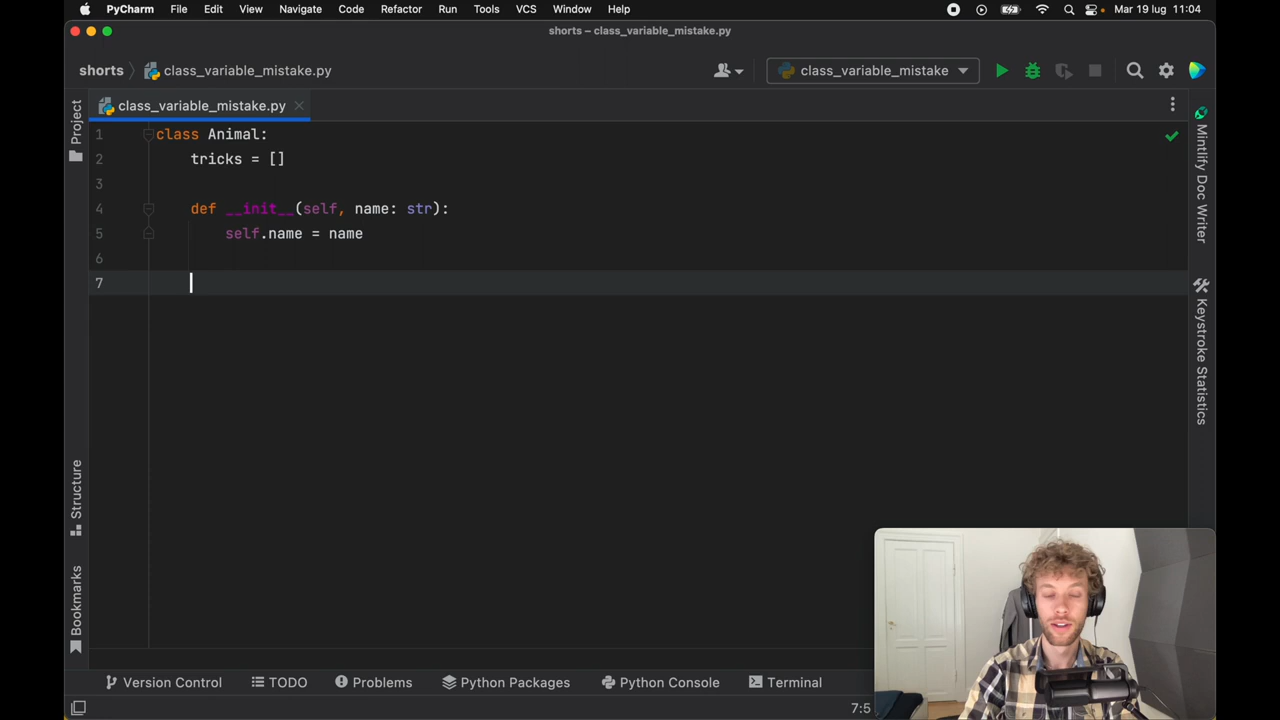 PyCharm File Edit View Navigate Code Refactor Run Tools VCS Window Help Mar 19 lug 11:04
shorts – class_variable_mistake.py
shorts class_variable_mistake.py class_variable_mistake
Project
class_variable_mistake.py
1 class Animal:
2 tricks = []
3
4 def __init__(self, name: str):
5 self.name = name
6
7
Mintlify Doc Writer
Keystroke Statistics
Structure
Bookmarks
Version Control TODO Problems Python Packages Python Console Terminal
7:5